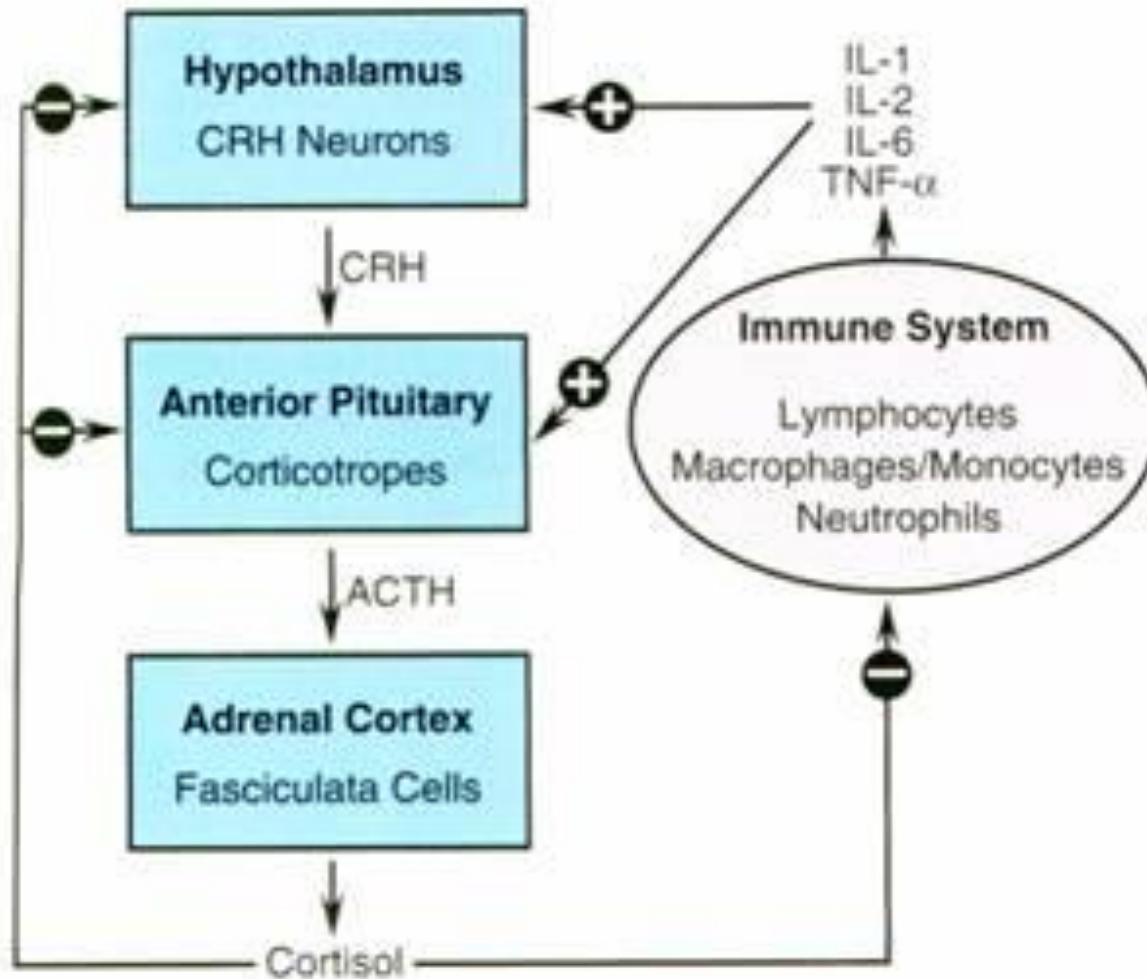 Hypothalamus
CRH Neurons
CRH
Anterior Pituitary
Corticotropes
ACTH
Adrenal Cortex
Fasciculata Cells
Cortisol
IL-1
IL-2
IL-6
TNF-α
Immune System
Lymphocytes
Macrophages/Monocytes
Neutrophils